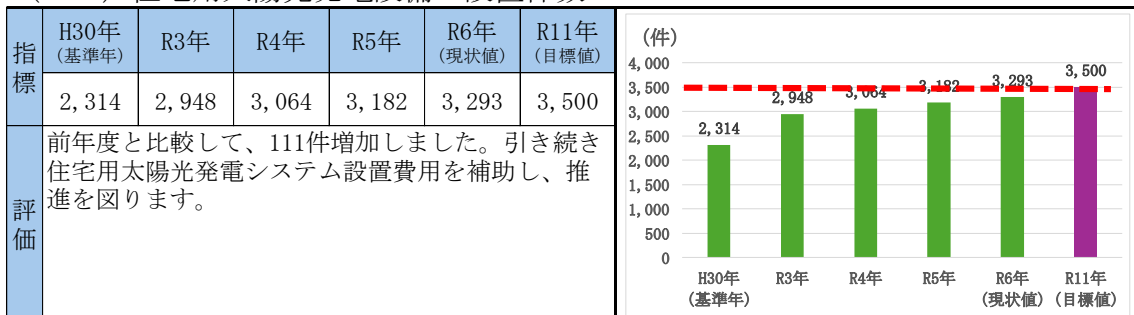 指標
H30年 R3年 R4年 R5年 R6年 R11年
(基準年) (現状値) (目標値)
2,314 2,948 3,064 3,182 3,293 3,500
評価
前年度と比較して、111件増加しました。引き続き
住宅用太陽光発電システム設置費用を補助し、推
進を図ります。
(件)
4,000
3,500
3,000
2,500
2,000
1,500
1,000
500
0
2,314
2,948
3,064
3,182
3,293
3,500
H30年 R3年 R4年 R5年 R6年 R11年
(基準年) (現状値) (目標値)